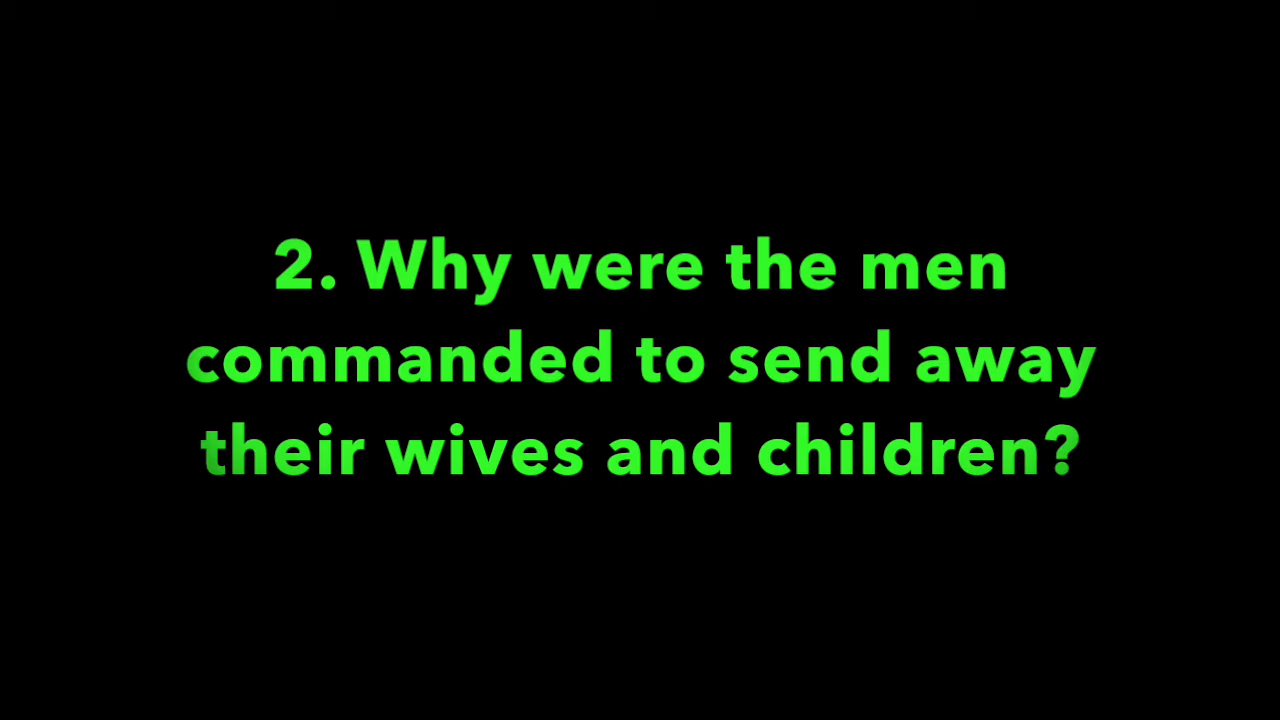 2. Why were the men
commanded to send away
their wives and children?